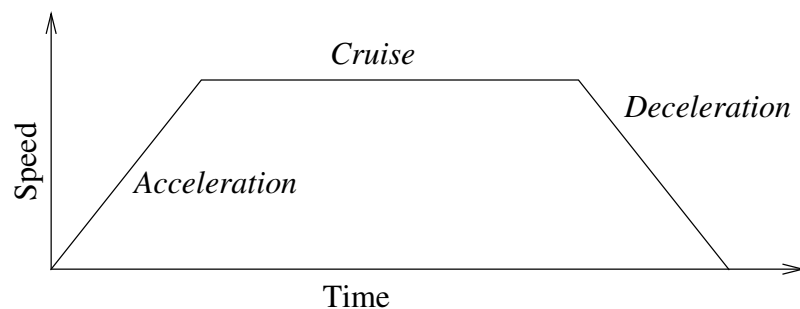 Cruise
Deceleration
Speed
Acceleration
Time